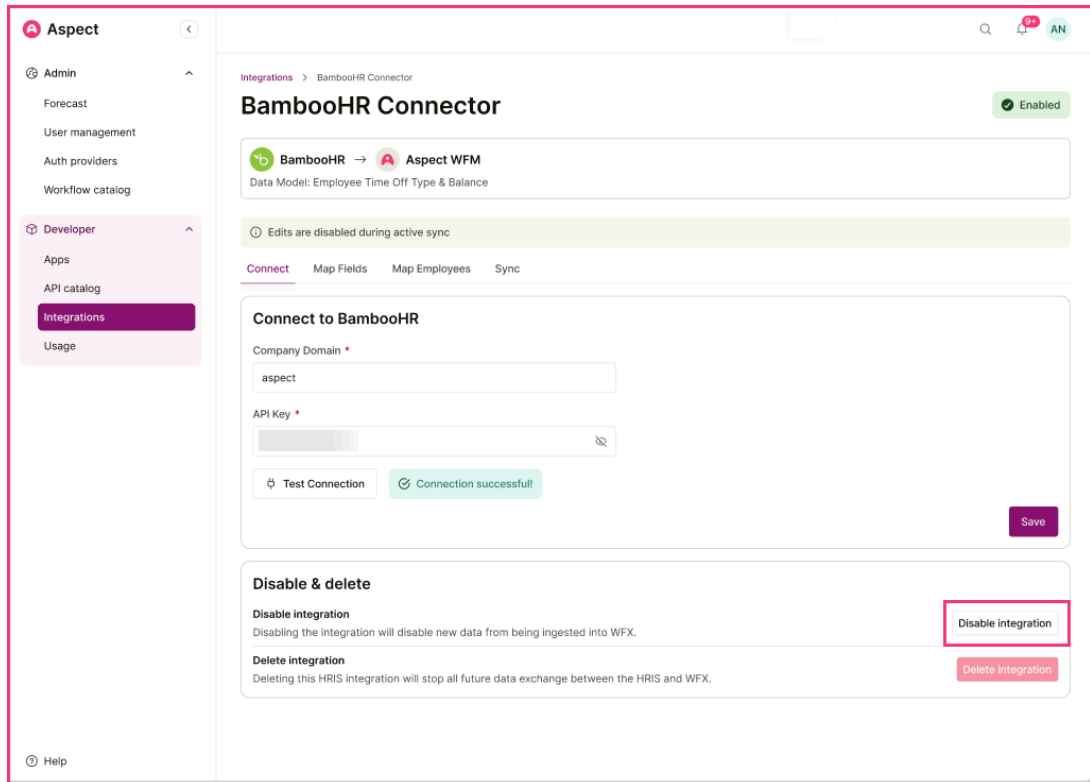 Aspect
9+
AN
Admin
Forecast
User management
Auth providers
Workflow catalog
Developer
Apps
API catalog
Integrations
Usage
Help
Integrations > BambooHR Connector
BambooHR Connector
Enabled
BambooHR → Aspect WFM
Data Model: Employee Time Off Type & Balance
Edits are disabled during active sync
Connect Map Fields Map Employees Sync
Connect to BambooHR
Company Domain *
aspect
API Key *
Test Connection Connection successful!
Save
Disable & delete
Disable integration
Disabling the integration will disable new data from being ingested into WFX.
Disable integration
Delete integration
Deleting this HRIS integration will stop all future data exchange between the HRIS and WFX.
Delete integration